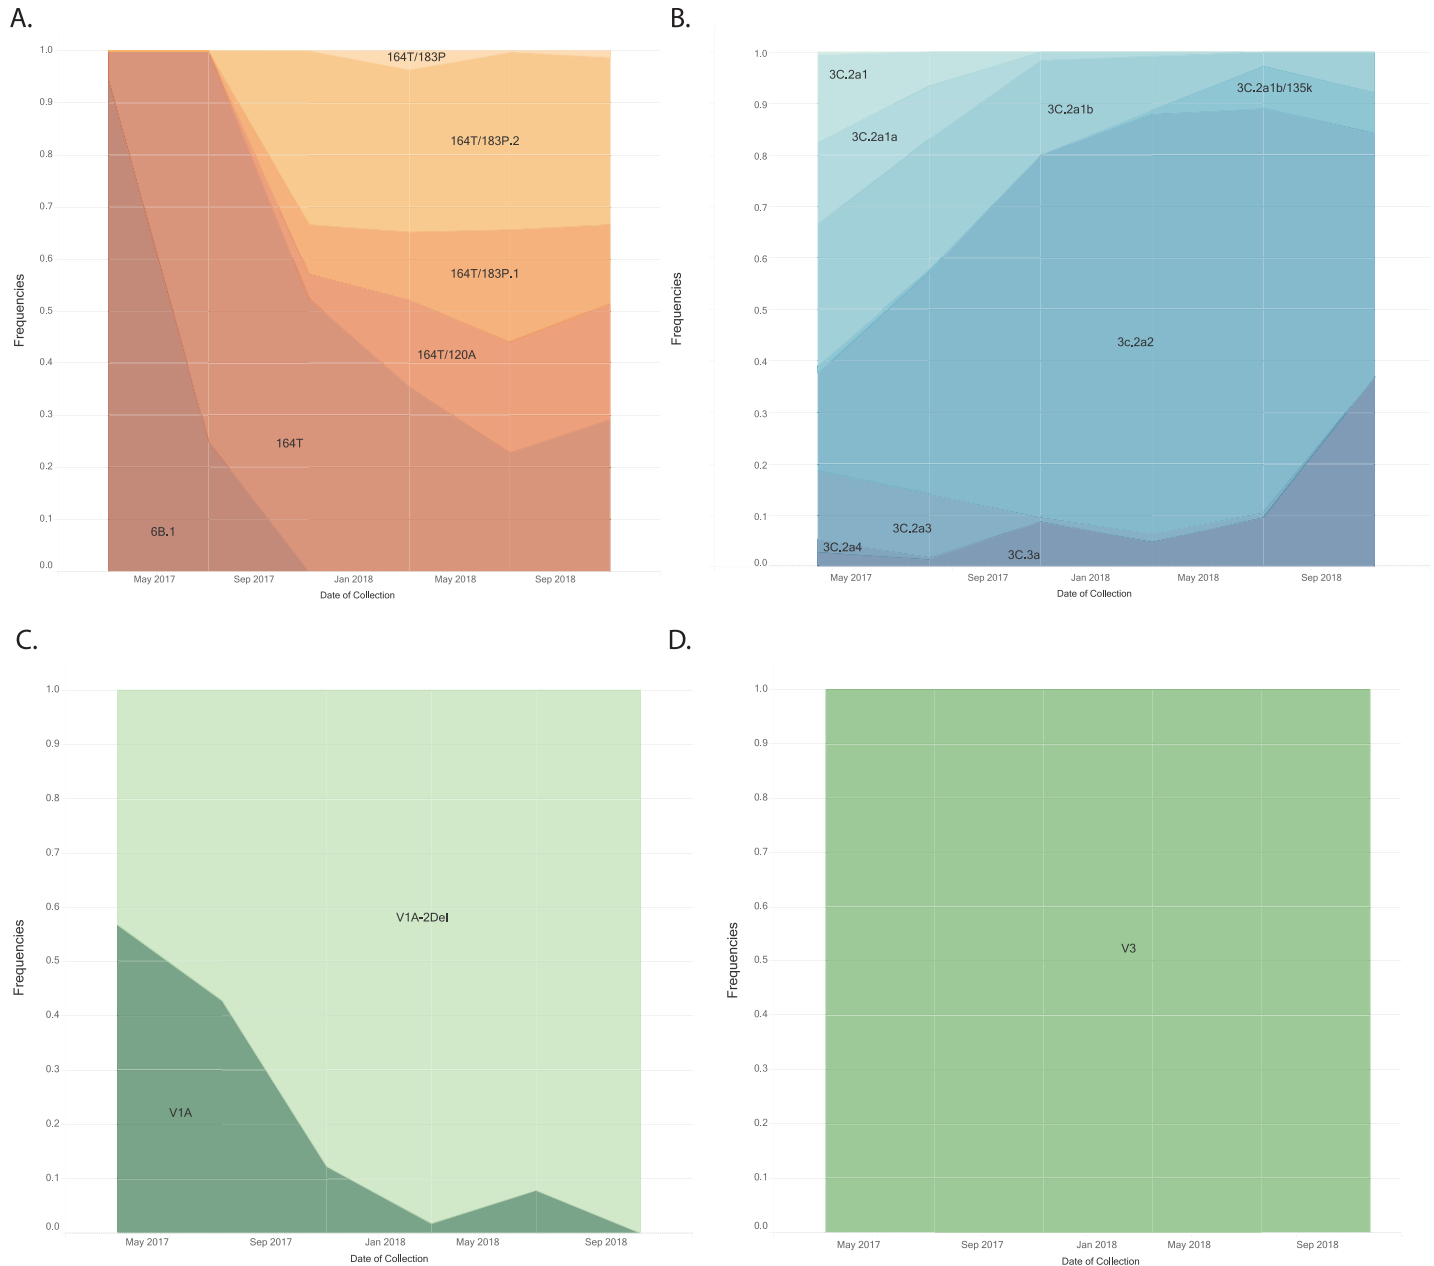 A.
1.0
0.9
0.8
0.7
0.6
0.5
0.4
0.3
0.2
0.1
0.0
Frequencies
164T/183P
164T/183P.2
164T/183P.1
164T/120A
164T
6B.1
May 2017
Sep 2017
Jan 2018
May 2018
Sep 2018
Date of Collection
B.
1.0
0.9
0.8
0.7
0.6
0.5
0.4
0.3
0.2
0.1
0.0
Frequencies
3C.2a1
3C.2a1b/135k
3C.2a1b
3C.2a1a
3c.2a2
3C.2a3
3C.2a4
3C.3a
May 2017
Sep 2017
Jan 2018
May 2018
Sep 2018
Date of Collection
C.
1.0
0.9
0.8
0.7
0.6
0.5
0.4
0.3
0.2
0.1
0.0
Frequencies
V1A-2Del
V1A
May 2017
Sep 2017
Jan 2018
May 2018
Sep 2018
Date of Collection
D.
1.0
0.9
0.8
0.7
0.6
0.5
0.4
0.3
0.2
0.1
0.0
Frequencies
V3
May 2017
Sep 2017
Jan 2018
May 2018
Sep 2018
Date of Collection